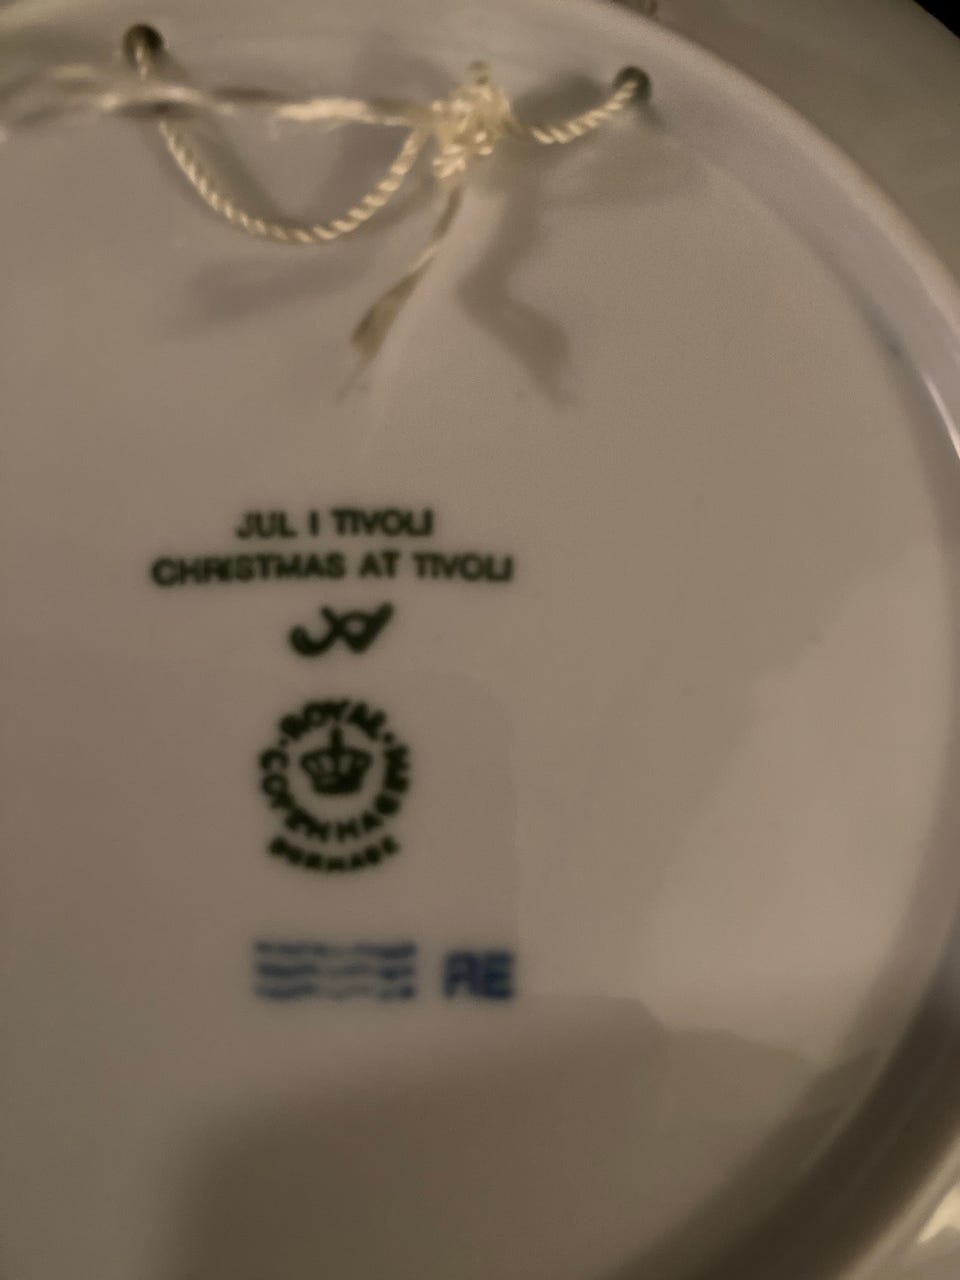 JUL I TIVOLI
CHRISTMAS AT TIVOLI
ROYAL COPENHAGEN
DENMARK
RE